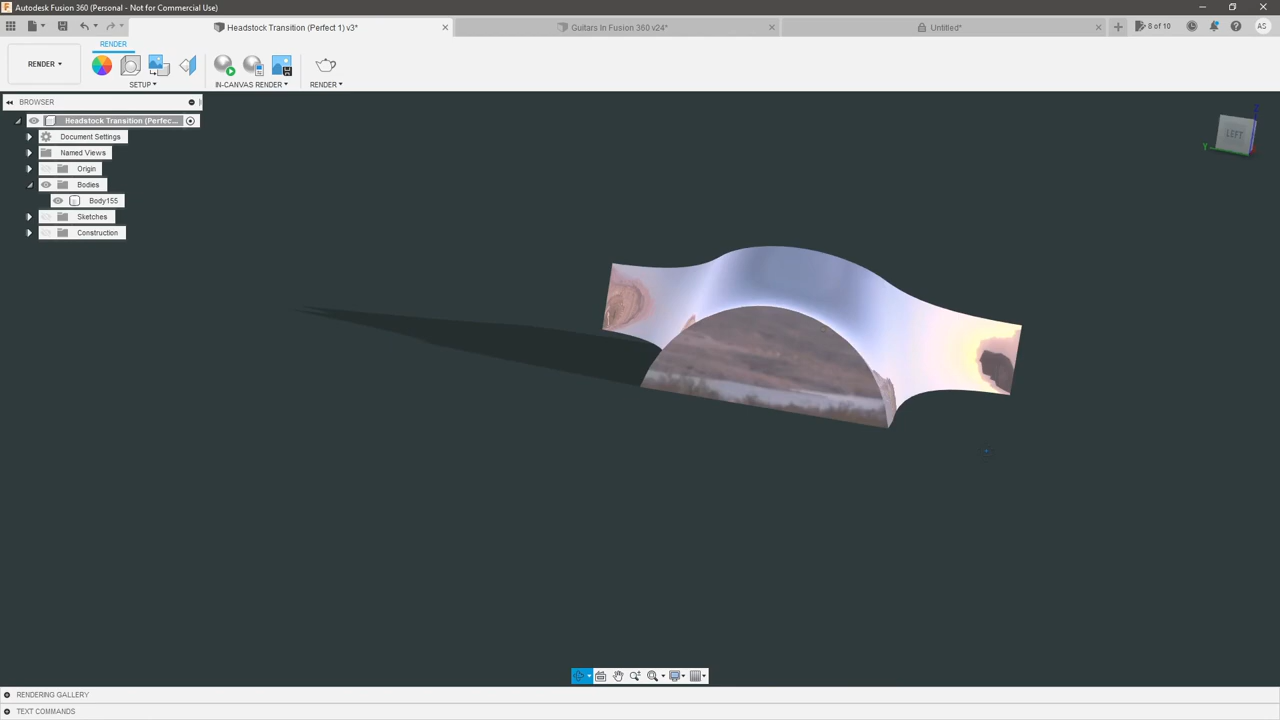 Autodesk Fusion 360 (Personal - Not for Commercial Use)
Headstock Transition (Perfect 1) v3*
Guitars In Fusion 360 v24*
Untitled*
8 of 10
AS
RENDER
RENDER
SETUP
IN-CANVAS RENDER
RENDER
BROWSER
Headstock Transition (Perfec...
Document Settings
Named Views
Origin
Bodies
Body155
Sketches
Construction
Z
LEFT
Y
RENDERING GALLERY
TEXT COMMANDS